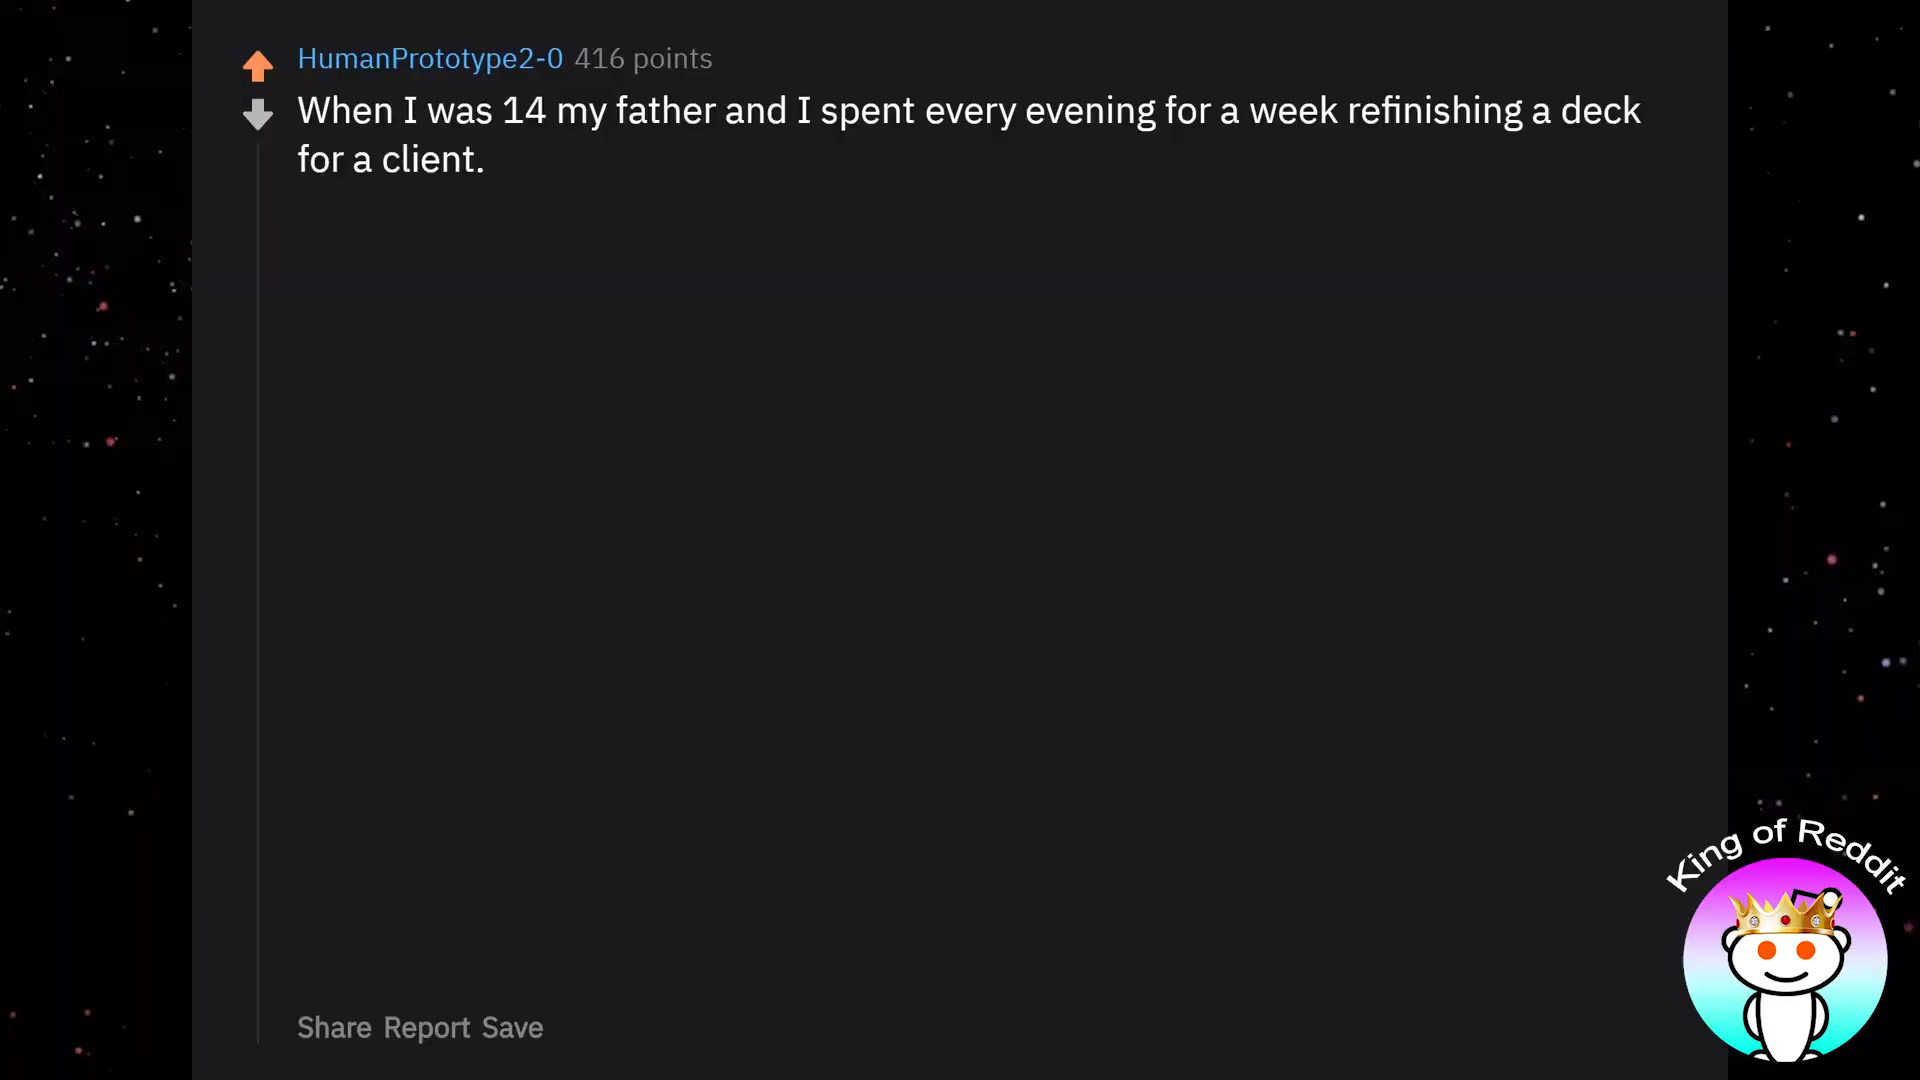 HumanPrototype2-0 416 points
When I was 14 my father and I spent every evening for a week refinishing a deck
for a client.
Share Report Save
King of Reddit